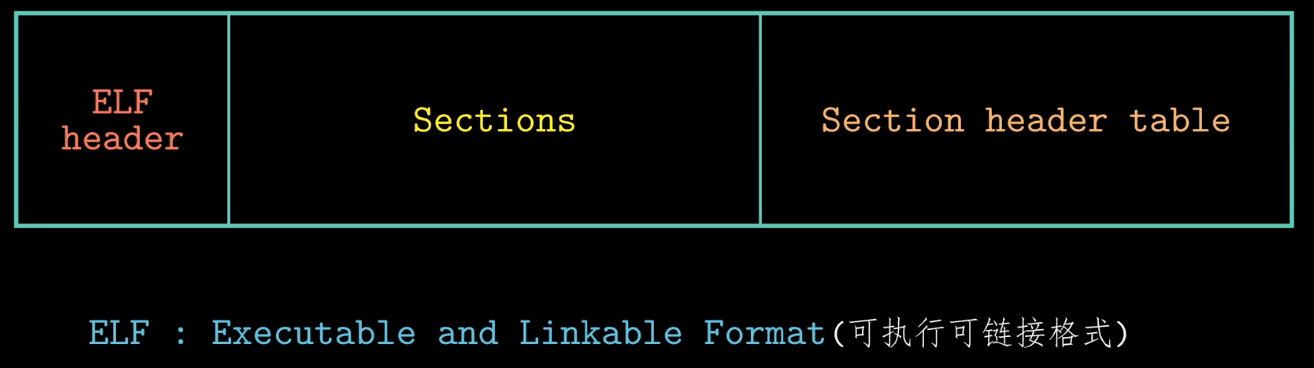 ELF
header
Sections
Section header table
ELF : Executable and Linkable Format(可执行可链接格式)